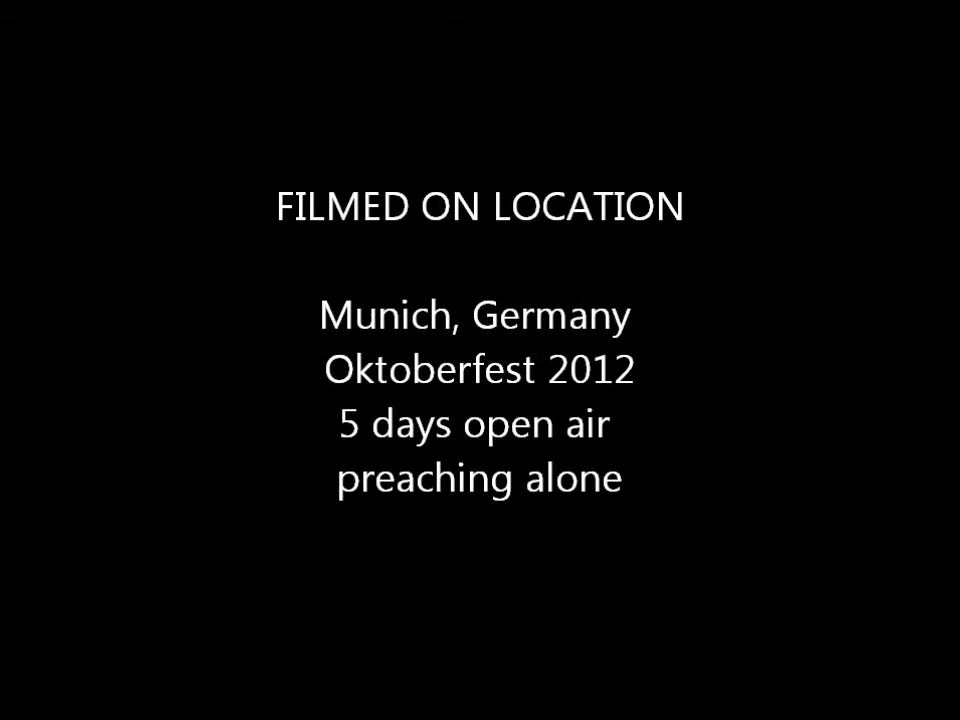 FILMED ON LOCATION
Munich, Germany
Oktoberfest 2012
5 days open air
preaching alone